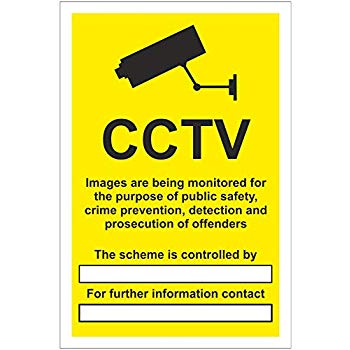 CCTV
Images are being monitored for
the purpose of public safety,
crime prevention, detection and
prosecution of offenders
The scheme is controlled by
For further information contact